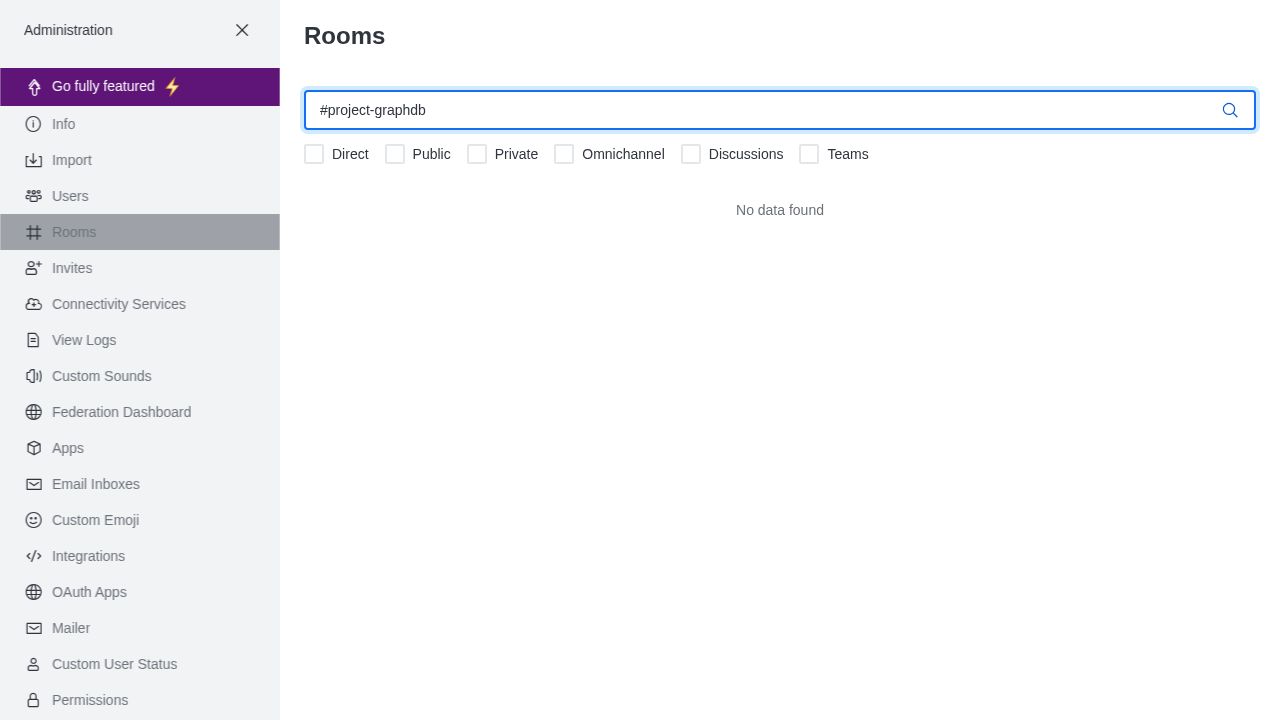 Administration
Go fully featured ⚡
Info
Import
Users
Rooms
Invites
Connectivity Services
View Logs
Custom Sounds
Federation Dashboard
Apps
Email Inboxes
Custom Emoji
Integrations
OAuth Apps
Mailer
Custom User Status
Permissions
Rooms
#project-graphdb
Direct Public Private Omnichannel Discussions Teams
No data found